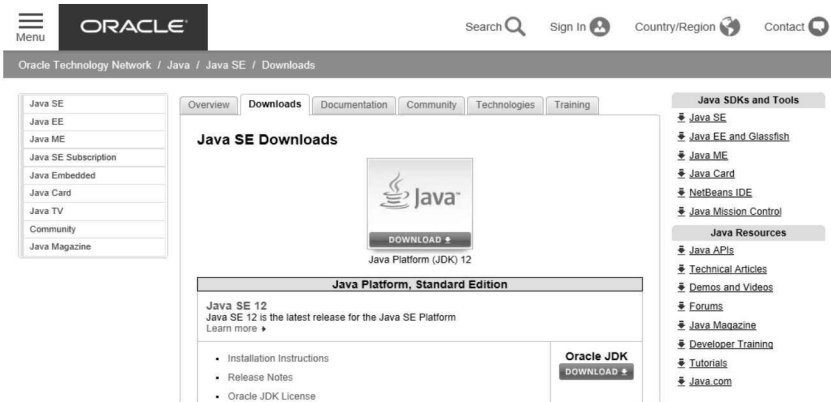 Menu
ORACLE
Search
Sign In
Country/Region
Contact
Oracle Technology Network / Java / Java SE / Downloads
Java SE
Java EE
Java ME
Java SE Subscription
Java Embedded
Java Card
Java TV
Community
Java Magazine
Overview
Downloads
Documentation
Community
Technologies
Training
Java SE Downloads
Java
DOWNLOAD
Java Platform (JDK) 12
Java Platform, Standard Edition
Java SE 12
Java SE 12 is the latest release for the Java SE Platform
Learn more
• Installation Instructions
• Release Notes
• Oracle JDK License
Oracle JDK
DOWNLOAD
Java SDKs and Tools
Java SE
Java EE and Glassfish
Java ME
Java Card
NetBeans IDE
Java Mission Control
Java Resources
Java APIs
Technical Articles
Demos and Videos
Forums
Java Magazine
Developer Training
Tutorials
Java.com